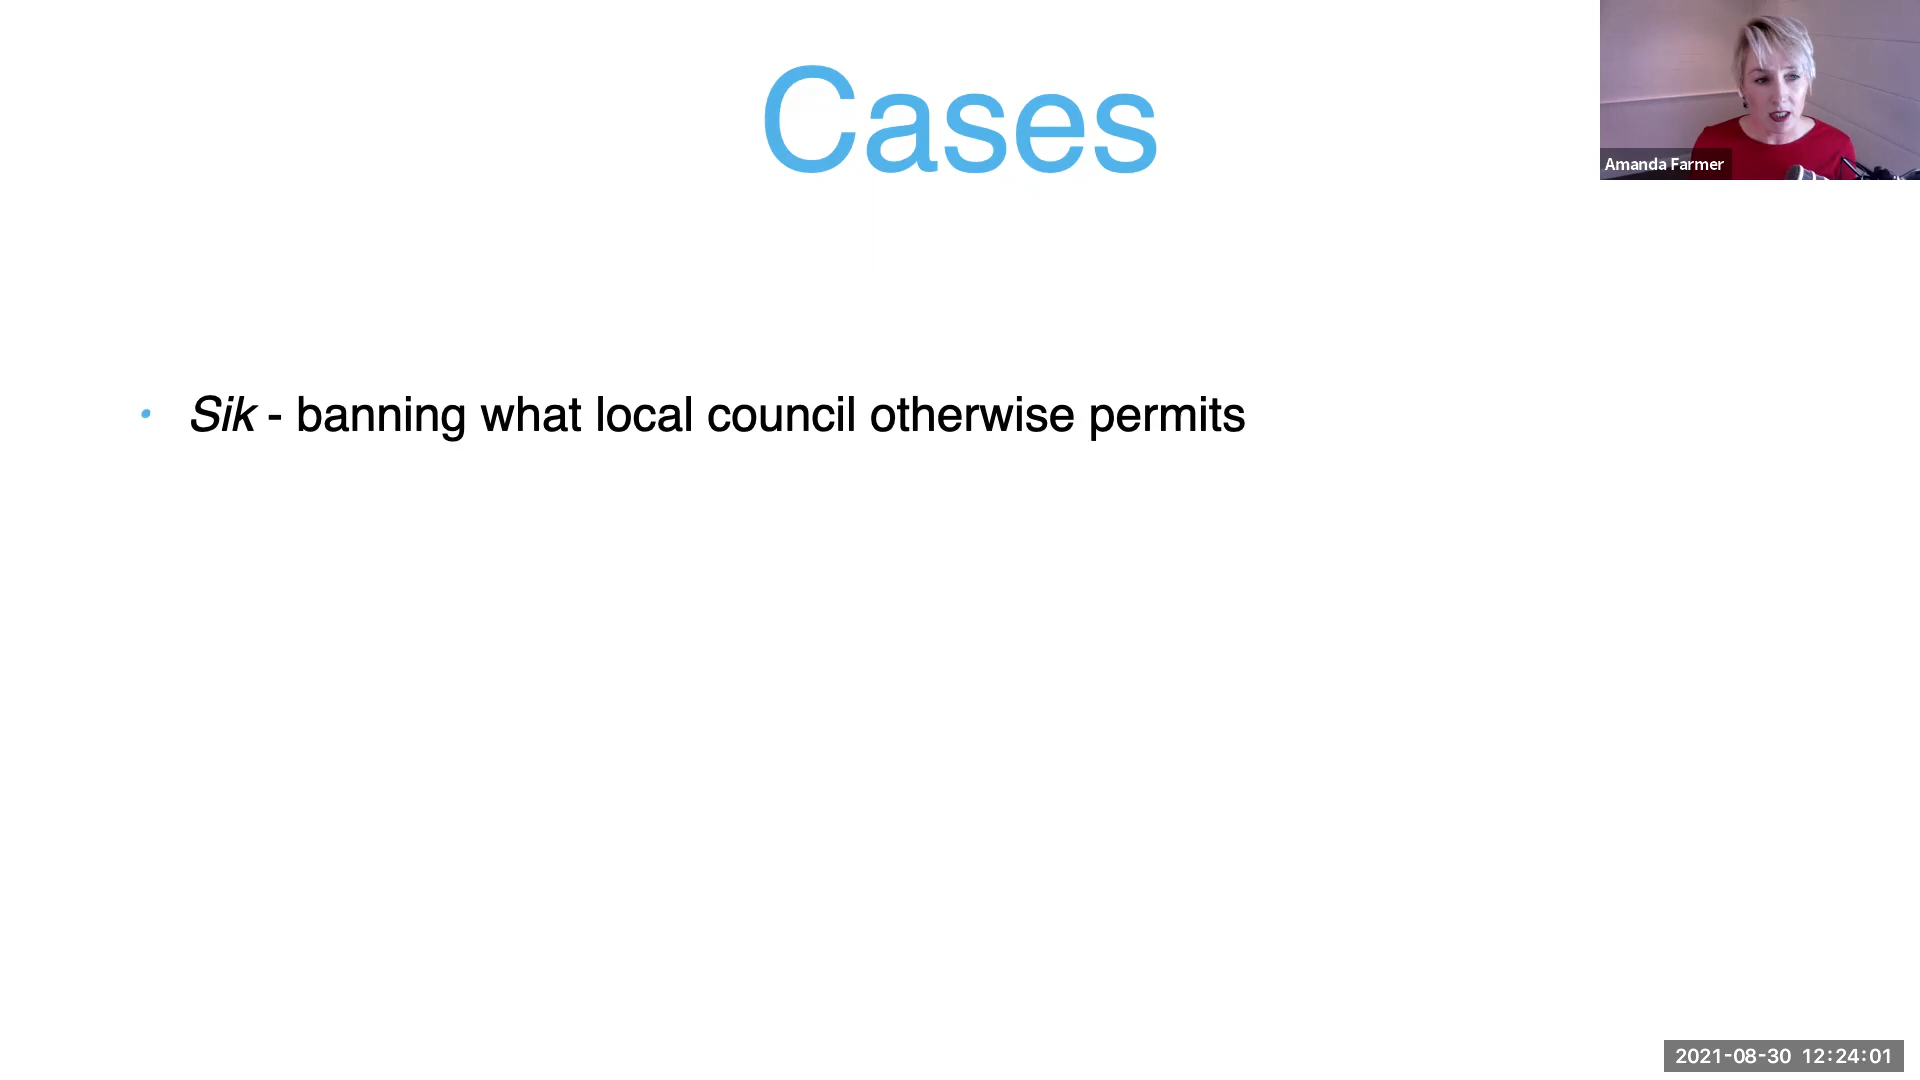 Cases
Amanda Farmer
• Sik - banning what local council otherwise permits
2021-08-30 12:24:01